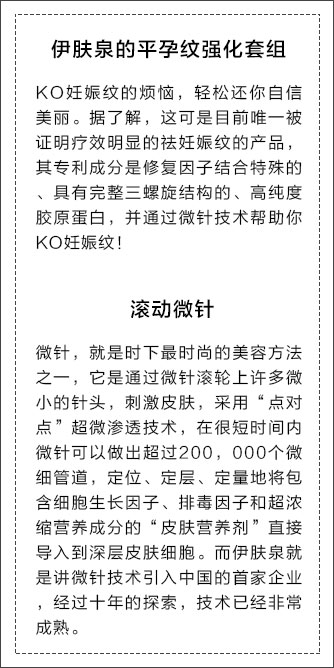 伊肤泉的平孕纹强化套组
KO妊娠纹的烦恼，轻松还你自信
美丽。据了解，这可是目前唯一被
证明疗效明显的祛妊娠纹的产品，
其专利成分是修复因子结合特殊的
、具有完整三螺旋结构的、高纯度
胶原蛋白，并通过微针技术帮助你
KO妊娠纹！
滚动微针
微针，就是时下最时尚的美容方法
之一，它是通过微针滚轮上许多微
小的针头，刺激皮肤，采用“点对
点”超微渗透技术，在很短时间内
微针可以做出超过200，000个微
细管道，定位、定层、定量地将包
含细胞生长因子、排毒因子和超浓
缩营养成分的“皮肤营养剂”直接
导入到深层皮肤细胞。而伊肤泉就
是讲微针技术引入中国的首家企业
，经过十年的探索，技术已经非常
成熟。